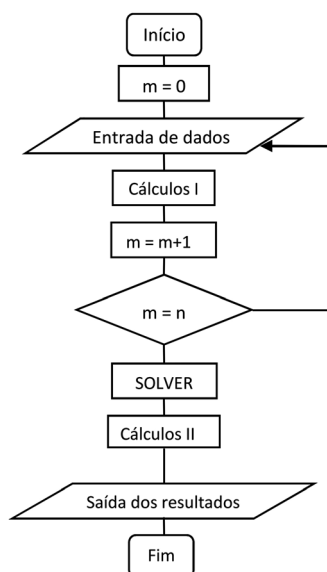 Início
m = 0
Entrada de dados
Cálculos I
m = m+1
m = n
SOLVER
Cálculos II
Saída dos resultados
Fim